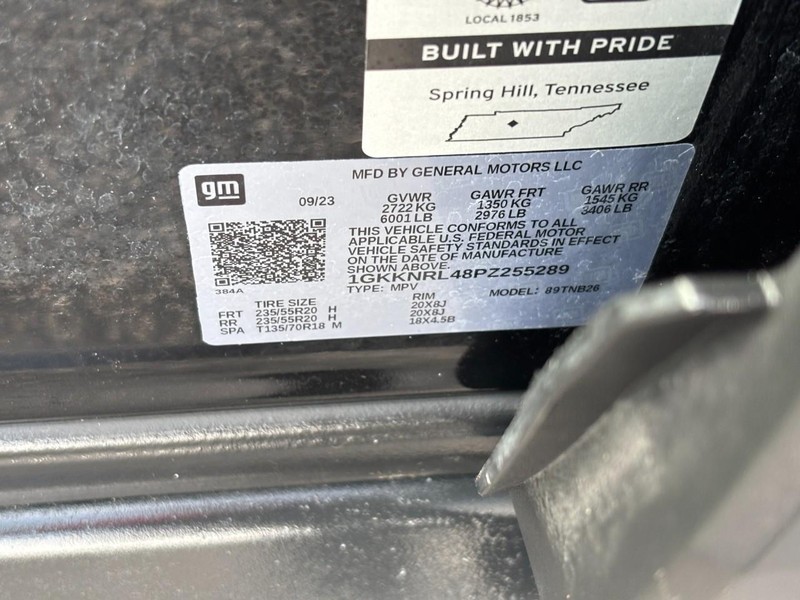 LOCAL 1853
BUILT WITH PRIDE
Spring Hill, Tennessee
gm
MFD BY GENERAL MOTORS LLC
09/23
GVWR GAWR FRT GAWR RR
2722 KG 1350 KG 1545 KG
6001 LB 2976 LB 3406 LB
THIS VEHICLE CONFORMS TO ALL
APPLICABLE U.S. FEDERAL MOTOR
VEHICLE SAFETY STANDARDS IN EFFECT
ON THE DATE OF MANUFACTURE
SHOWN ABOVE.
1GKKNRL48PZ255289
384A
TYPE: MPV MODEL: 89TNB26
TIRE SIZE RIM
FRT 235/55R20 H 20X8J
RR 235/55R20 H 20X8J
SPA T135/70R18 M 18X4.5B